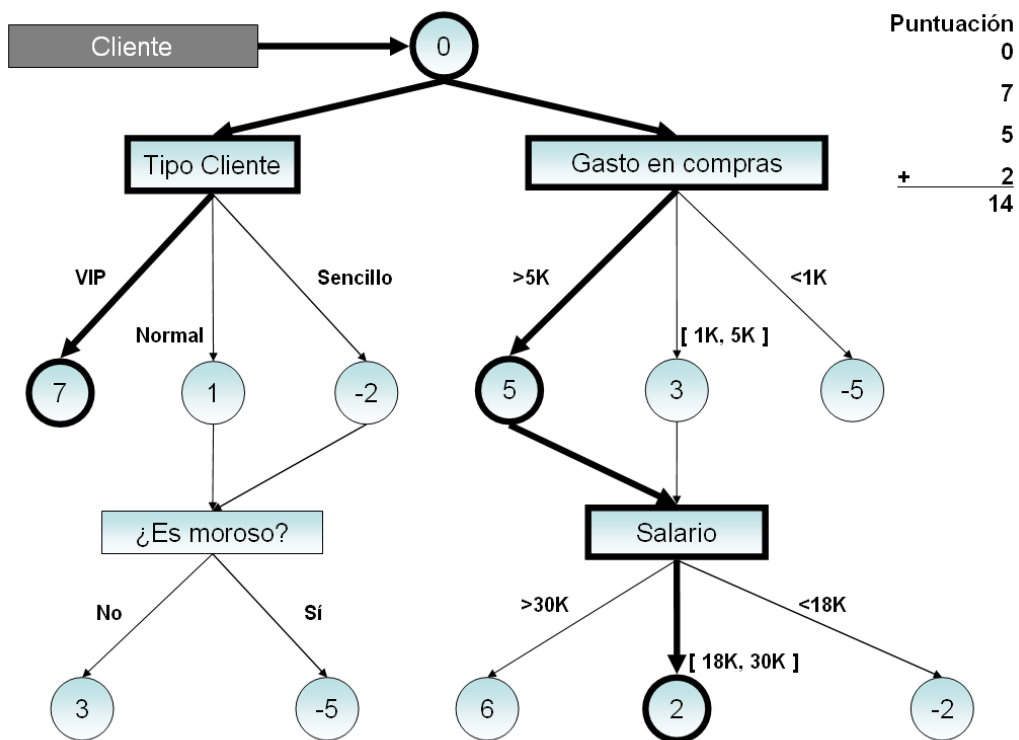 Cliente
0
Puntuación
0
7
5
+ 2
14
Tipo Cliente
Gasto en compras
VIP
Normal
Sencillo
>5K
[ 1K, 5K ]
<1K
7
1
-2
5
3
-5
¿Es moroso?
Salario
No
Sí
>30K
[ 18K, 30K ]
<18K
3
-5
6
2
-2